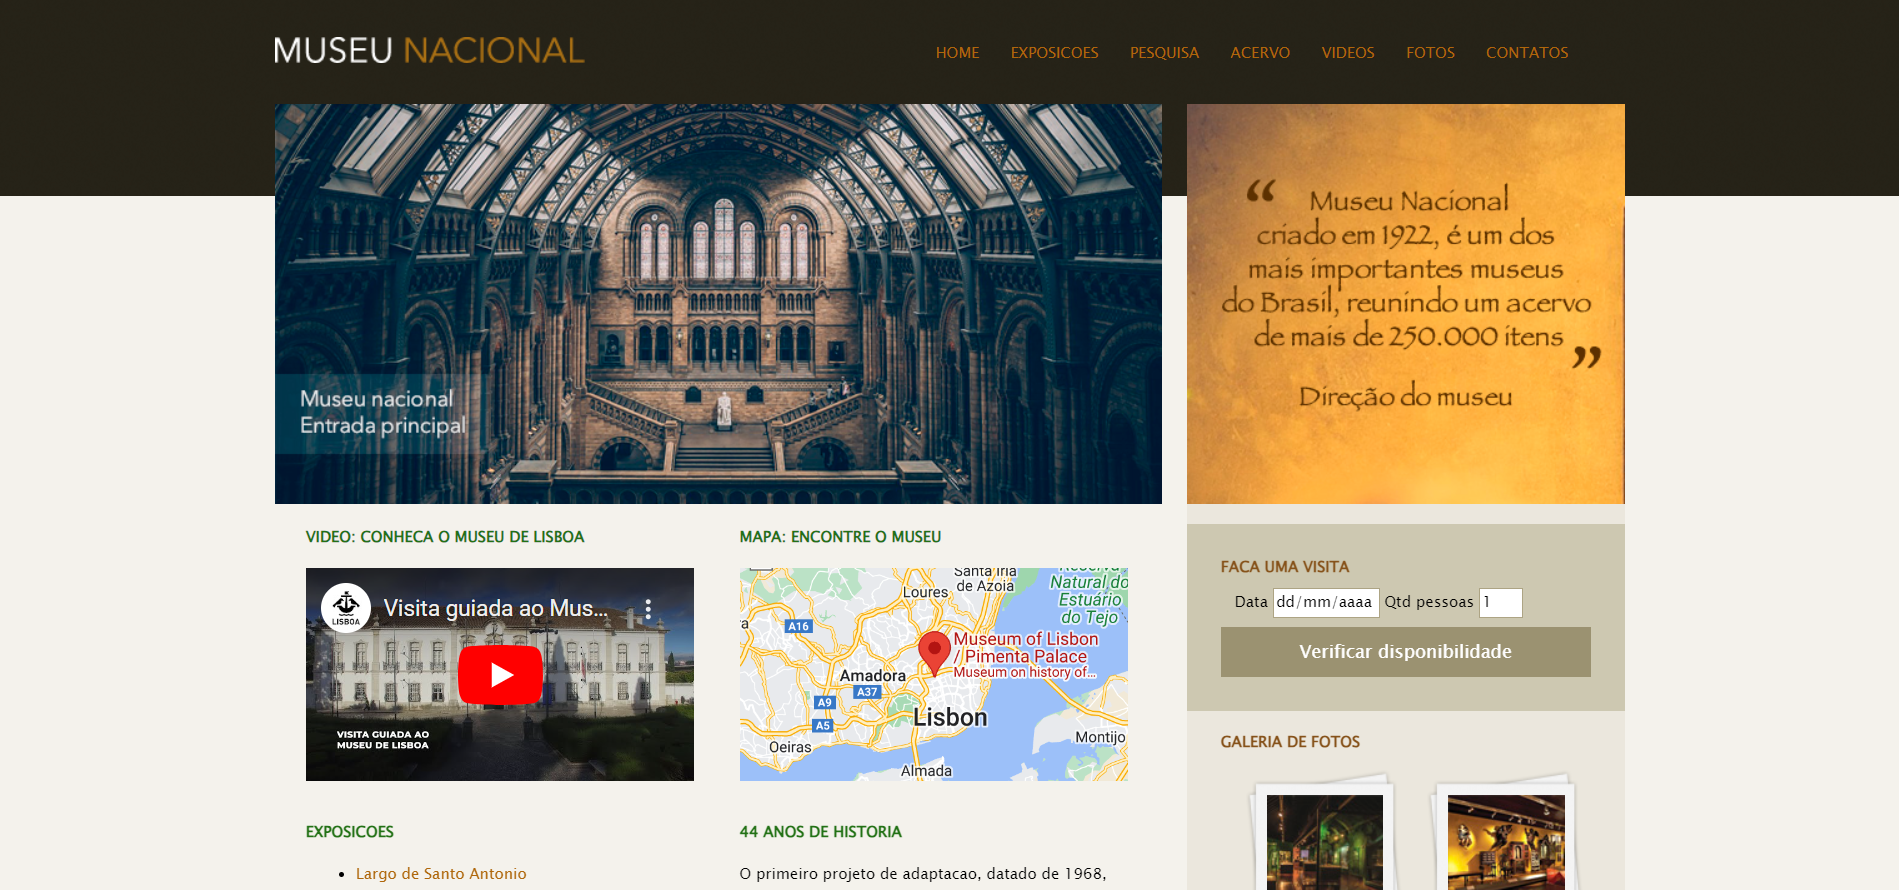 MUSEU NACIONAL
HOME EXPOSICOES PESQUISA ACERVO VIDEOS FOTOS CONTATOS
Museu nacional
Entrada principal
“ Museu Nacional
criado em 1922, é um dos
mais importantes museus
do Brasil, reunindo um acervo
de mais de 250.000 itens ”
Direção do museu
VIDEO: CONHECA O MUSEU DE LISBOA
LISBOA
Visita guiada ao Mus...
VISITA GUIADA AO
MUSEU DE LISBOA
MAPA: ENCONTRE O MUSEU
Santa Iria
de Azoia
Reserva
Natural do
Estuário
do Tejo
Loures
A16
Museum of Lisbon
/ Pimenta Palace
Museum on history of...
Amadora
A37
A9
A5
Lisbon
Oeiras
Montijo
Almada
FACA UMA VISITA
Data dd/mm/aaaa Qtd pessoas 1
Verificar disponibilidade
GALERIA DE FOTOS
EXPOSICOES
• Largo de Santo Antonio
44 ANOS DE HISTORIA
O primeiro projeto de adaptacao, datado de 1968,